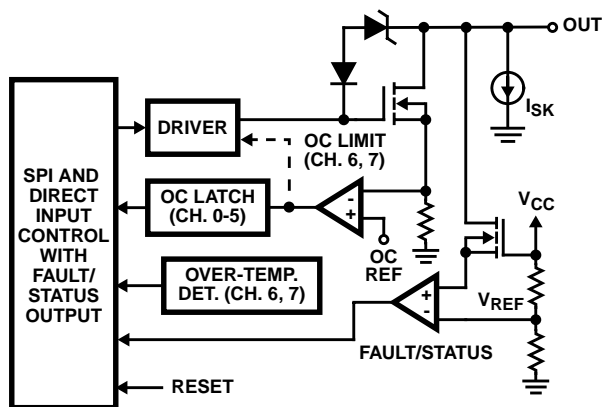 OUT
I_SK
DRIVER
OC LIMIT
(CH. 6, 7)
SPI AND
DIRECT
INPUT
CONTROL
WITH
FAULT/
STATUS
OUTPUT
OC LATCH
(CH. 0-5)
-
+
OC
REF
V_CC
OVER-TEMP.
DET. (CH. 6, 7)
+
-
V_REF
FAULT/STATUS
RESET